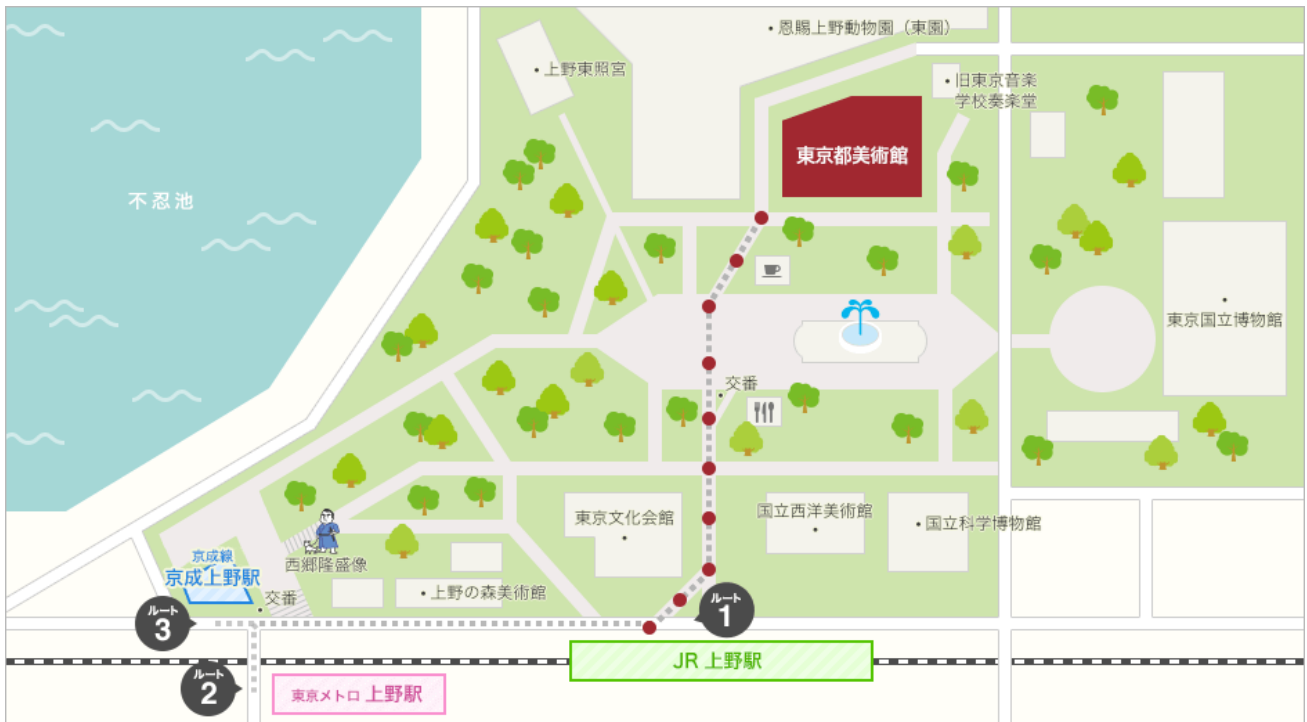 ・恩賜上野動物園（東園）
・上野東照宮
・旧東京音楽
学校奏楽堂
東京都美術館
不忍池
東京国立博物館
交番
東京文化会館
国立西洋美術館
・国立科学博物館
西郷隆盛像
京成線
京成上野駅
・上野の森美術館
交番
ルート
1
ルート
3
JR 上野駅
ルート
2
東京メトロ 上野駅